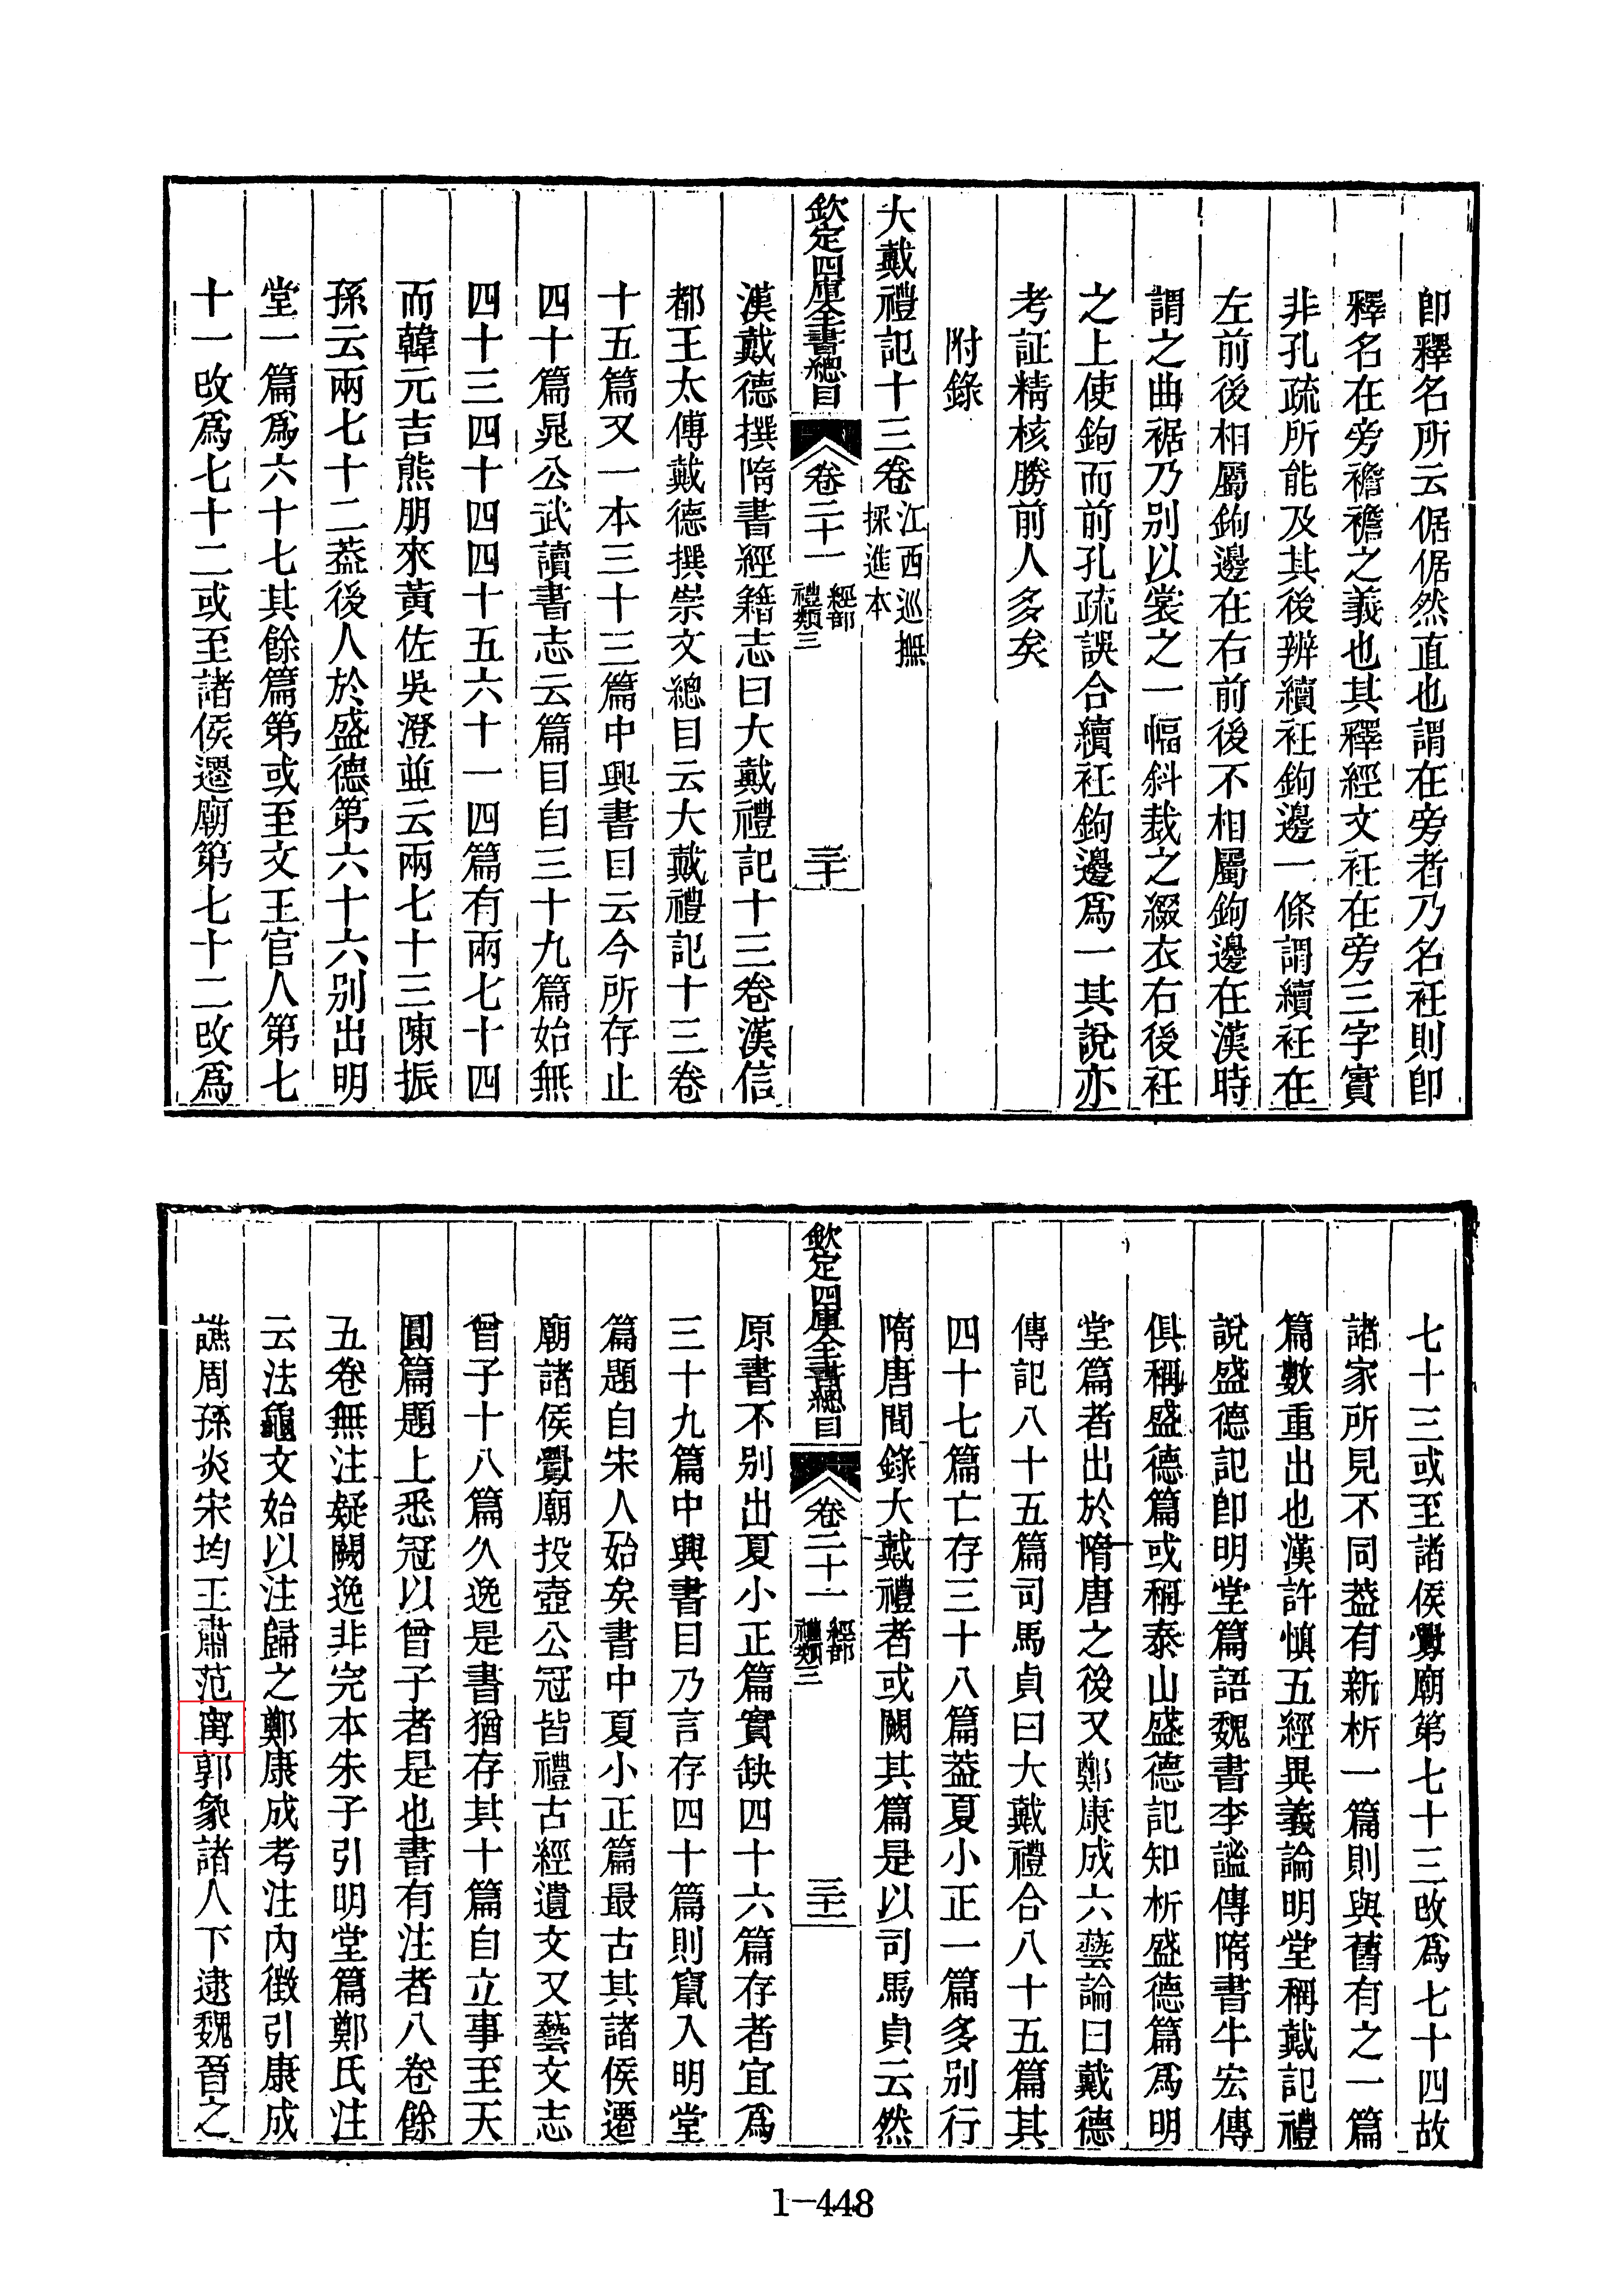 卽釋名所云倨倨然直也謂在旁者乃名衽則卽
釋名在旁襜襜之義也其釋經文衽在旁三字實
非孔疏所能及其後辨續衽鉤邊一條謂續衽在
左前後相屬鉤邊在右前後不相屬鉤邊在漢時
謂之曲裾乃別以裳之一幅斜裁之綴衣右後衽
之上使鉤而前孔疏誤合續衽鉤邊爲一其說亦
考証精核勝前人多矣
附錄
大戴禮記十三卷江西巡撫採進本
欽定四庫全書總目 卷二十一 經部 禮類三 三十
漢戴德撰隋書經籍志曰大戴禮記十三卷漢信
都王太傅戴德撰崇文總目云大戴禮記十三卷
十五篇又一本三十三篇中興書目云今所存止
四十篇晁公武讀書志云篇目自三十九篇始無
四十三四十四四十五六十一四篇有兩七十四
而韓元吉熊朋來黃佐吳澄並云兩七十三陳振
孫云兩七十二葢後人於盛德第六十六別出明
堂一篇爲六十七其餘篇第或至文王官人第七
十一改爲七十二或至諸侯遷廟第七十二改爲
七十三或至諸侯釁廟第七十三改爲七十四故
諸家所見不同葢有新析一篇則與舊有之一篇
篇數重出也漢許愼五經異義論明堂稱戴記禮
說盛德記卽明堂篇語魏書李謐傳隋書牛宏傳
俱稱盛德篇或稱泰山盛德記知析盛德篇爲明
堂篇者出於隋唐之後又鄭康成六藝論曰戴德
傳記八十五篇司馬貞曰大戴禮合八十五篇其
四十七篇亡存三十八篇葢夏小正一篇多別行
隋唐間錄大戴禮者或闕其篇是以司馬貞云然
欽定四庫全書總目 卷二十一 經部 禮類三 三十一
原書不別出夏小正篇實缺四十六篇存者宜爲
三十九篇中興書目乃言存四十篇則竄入明堂
篇題自宋人始矣書中夏小正篇最古其諸侯遷
廟諸侯釁廟投壺公冠皆禮古經遺文又藝文志
曾子十八篇久逸是書猶存其十篇自立事至天
圓篇題上悉冠以曾子者是也書有注者八卷餘
五卷無注疑闕逸非完本朱子引明堂篇鄭氏注
云法龜文始以注歸之鄭康成考注內徵引康成
譙周孫炎宋均王肅范甯郭象諸人下逮魏晉之
1-448